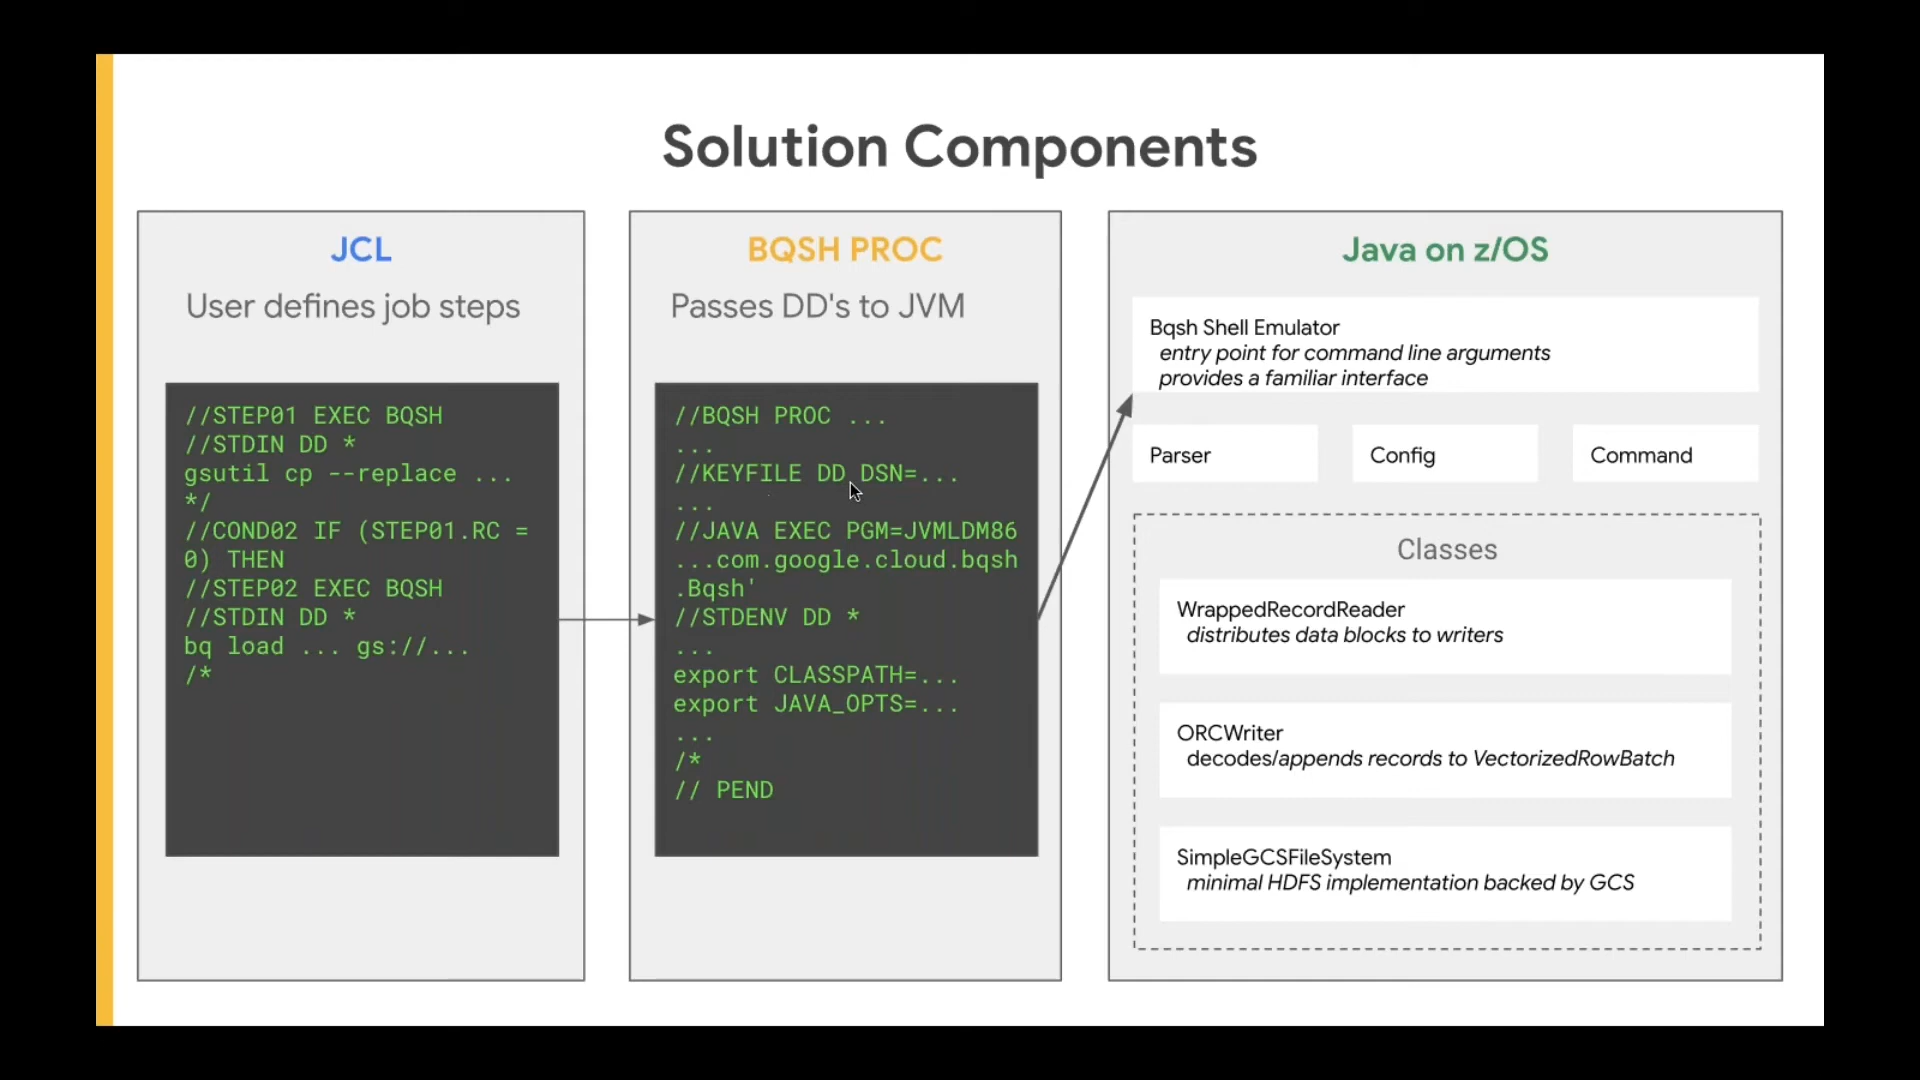 Solution Components
JCL
User defines job steps
//STEP01 EXEC BQSH
//STDIN DD *
gsutil cp --replace ...
*/
//COND02 IF (STEP01.RC =
0) THEN
//STEP02 EXEC BQSH
//STDIN DD *
bq load ... gs://...
/*
BQSH PROC
Passes DD's to JVM
//BQSH PROC ...
...
//KEYFILE DD DSN=...
...
//JAVA EXEC PGM=JVMLDM86
...com.google.cloud.bqsh
.Bqsh'
//STDENV DD *
...
export CLASSPATH=...
export JAVA_OPTS=...
...
/*
// PEND
Java on z/OS
Bqsh Shell Emulator
entry point for command line arguments
provides a familiar interface
Parser
Config
Command
Classes
WrappedRecordReader
distributes data blocks to writers
ORCWriter
decodes/appends records to VectorizedRowBatch
SimpleGCSFileSystem
minimal HDFS implementation backed by GCS